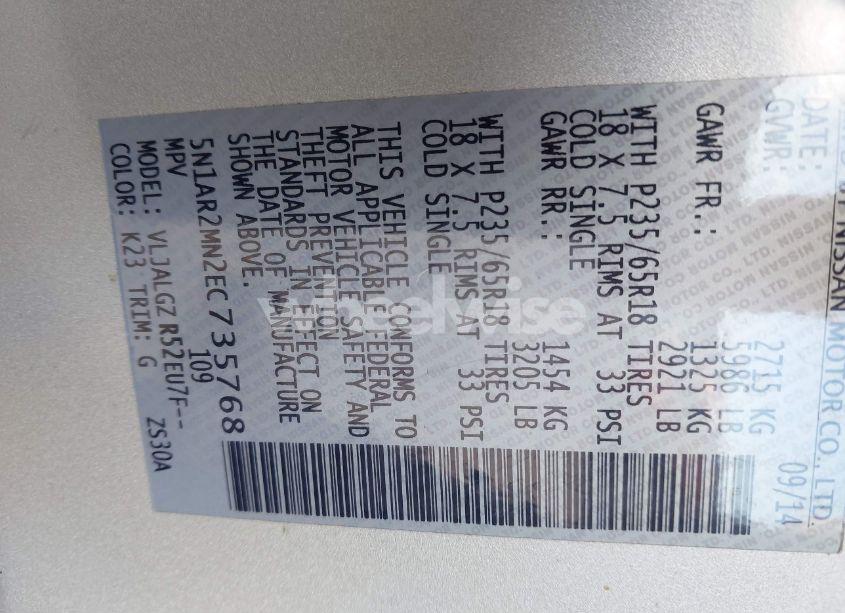 D BY NISSAN MOTOR CO., LTD.
DATE: 09/14
GVWR: 2715 KG
5986 LB
GAWR FR.: 1325 KG
2921 LB
WITH P235/65R18 TIRES
18 X 7.5 RIMS AT 33 PSI
COLD SINGLE
GAWR RR.: 1454 KG
3205 LB
WITH P235/65R18 TIRES
18 X 7.5 RIMS AT 33 PSI
COLD SINGLE
THIS VEHICLE CONFORMS TO
ALL APPLICABLE FEDERAL
MOTOR VEHICLE SAFETY AND
THEFT PREVENTION
STANDARDS IN EFFECT ON
THE DATE OF MANUFACTURE
SHOWN ABOVE.
5N1AR2MN2EC735768
MPV 109
MODEL: VLJALGZ R52EU7F--
COLOR: K23 TRIM: G ZS30A
wheelwise